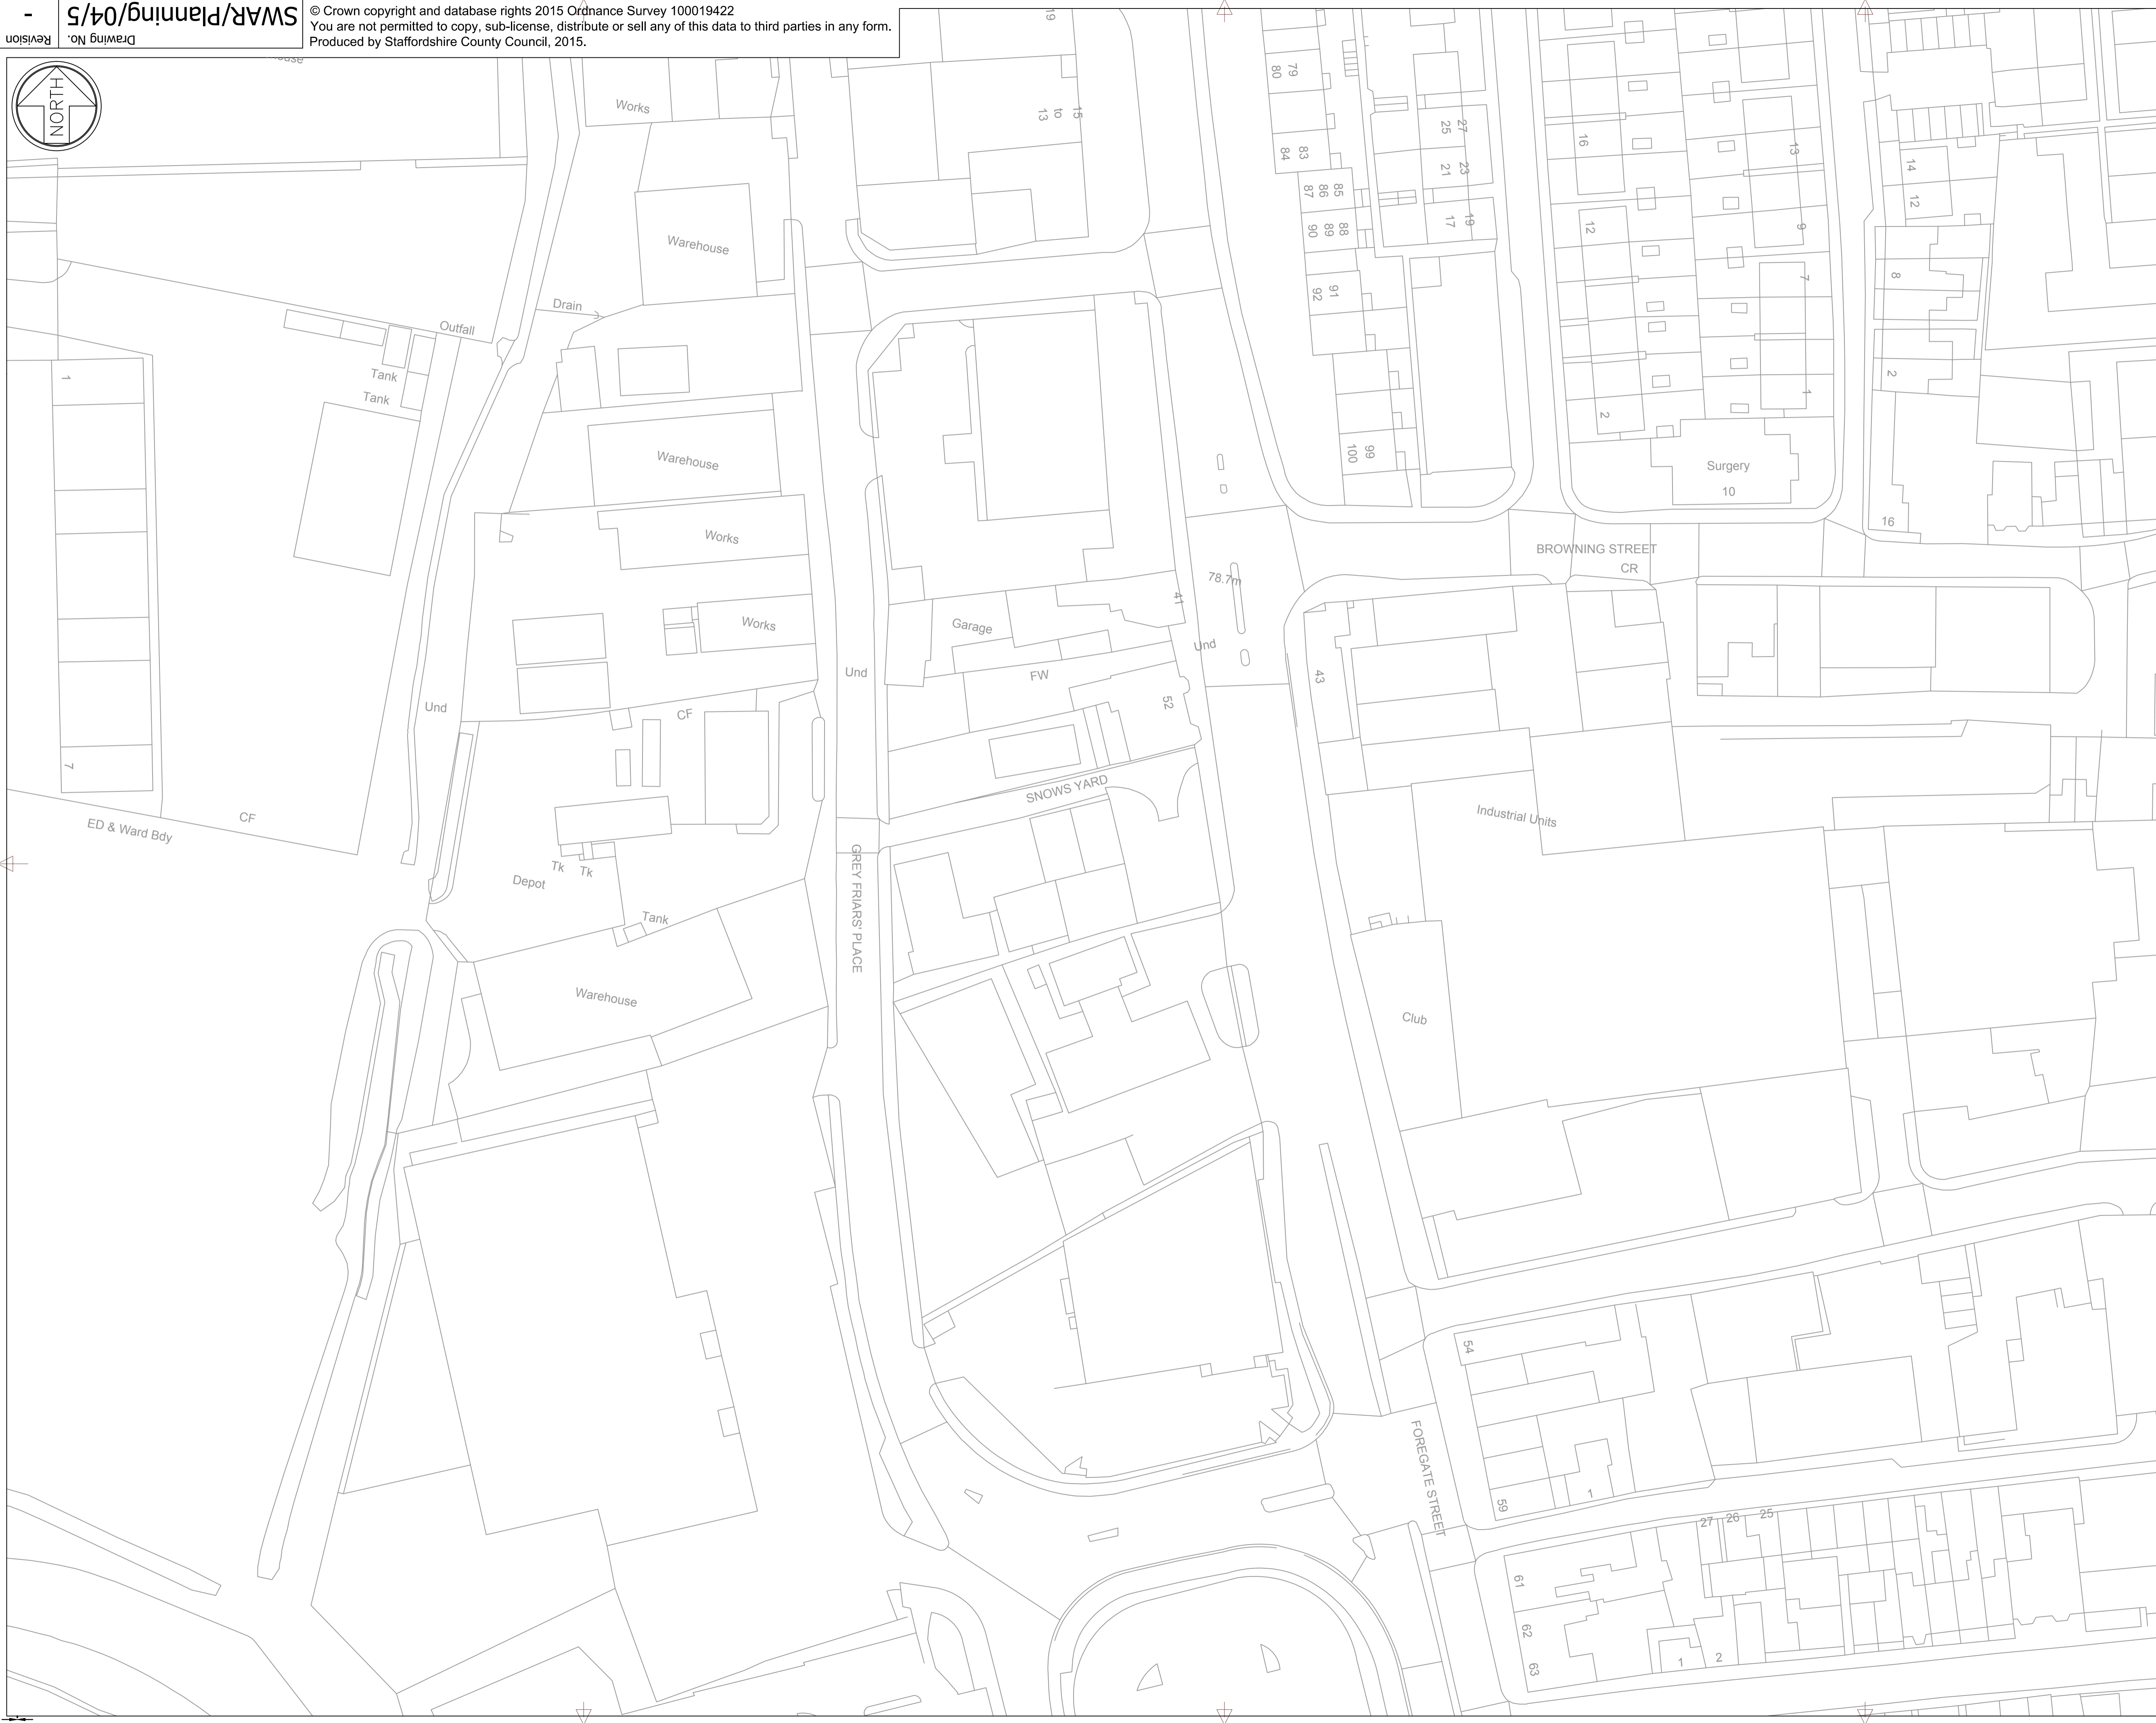 SWAR/Planning/04/5
-
Drawing No.
Revision
© Crown copyright and database rights 2015 Ordnance Survey 100019422
You are not permitted to copy, sub-license, distribute or sell any of this data to third parties in any form.
Produced by Staffordshire County Council, 2015.
NORTH
Works
19
13
to
15
79
80
83
84
85
86
87
88
89
90
91
92
99
100
25
27
21
23
17
19
16
12
2
13
9
7
1
14
12
8
2
16
Warehouse
Drain
Outfall
Tank
Tank
1
Warehouse
Works
Surgery
10
BROWNING STREET
CR
78.7m
41
Garage
Works
Und
Und
Und
FW
52
43
CF
7
SNOWS YARD
Industrial Units
CF
ED & Ward Bdy
Tk
Tk
Depot
Tank
GREY FRIARS' PLACE
Warehouse
Club
54
59
1
FOREGATE STREET
27
26
25
61
62
63
1
2